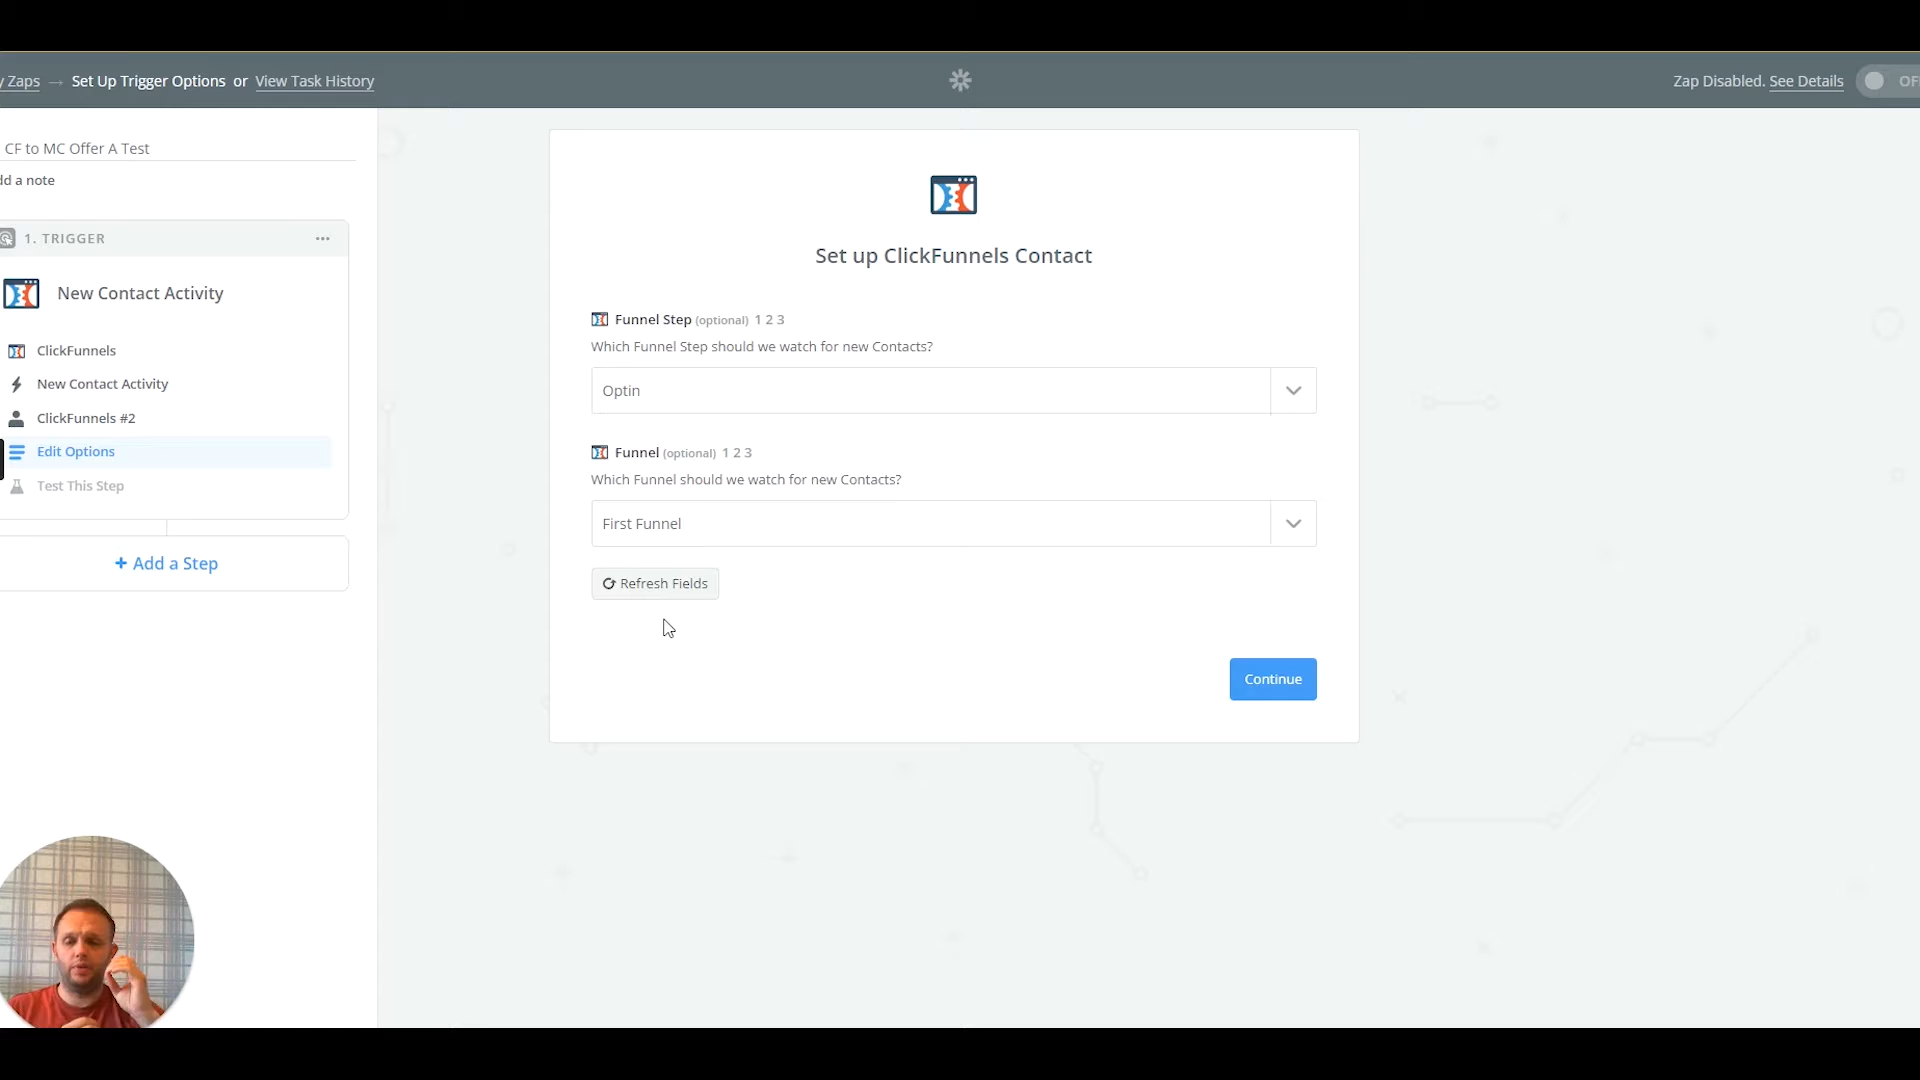 y Zaps → Set Up Trigger Options or View Task History
Zap Disabled. See Details
CF to MC Offer A Test
dd a note
1. TRIGGER
New Contact Activity
ClickFunnels
New Contact Activity
ClickFunnels #2
Edit Options
Test This Step
+ Add a Step
Set up ClickFunnels Contact
Funnel Step (optional) 1 2 3
Which Funnel Step should we watch for new Contacts?
Optin
Funnel (optional) 1 2 3
Which Funnel should we watch for new Contacts?
First Funnel
Refresh Fields
Continue